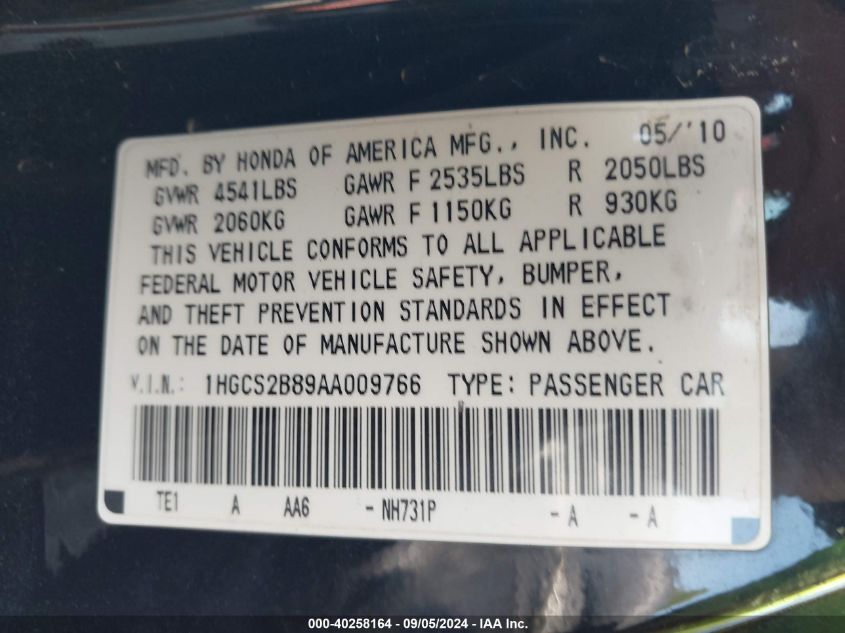 MFD. BY HONDA OF AMERICA MFG., INC. 05/'10
GVWR 4541LBS GAWR F 2535LBS R 2050LBS
GVWR 2060KG GAWR F 1150KG R 930KG
THIS VEHICLE CONFORMS TO ALL APPLICABLE
FEDERAL MOTOR VEHICLE SAFETY, BUMPER,
AND THEFT PREVENTION STANDARDS IN EFFECT
ON THE DATE OF MANUFACTURE SHOWN ABOVE.
V.I.N.: 1HGCS2B89AA009766 TYPE: PASSENGER CAR
TE1 A AA6 - NH731P - A - A
000-40258164 - 09/05/2024 - IAA Inc.